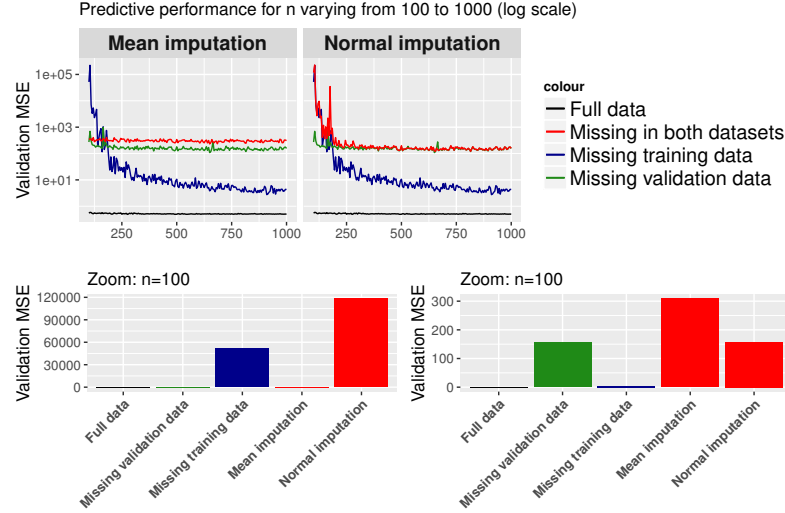 Predictive performance for n varying from 100 to 1000 (log scale)
Mean imputation
Normal imputation
Validation MSE
1e+05
1e+03
1e+01
250
500
750
1000
250
500
750
1000
colour
Full data
Missing in both datasets
Missing training data
Missing validation data
Zoom: n=100
Validation MSE
120000
90000
60000
30000
0
Full data
Missing validation data
Missing training data
Mean imputation
Normal imputation
Zoom: n=100
Validation MSE
300
200
100
0
Full data
Missing validation data
Missing training data
Mean imputation
Normal imputation